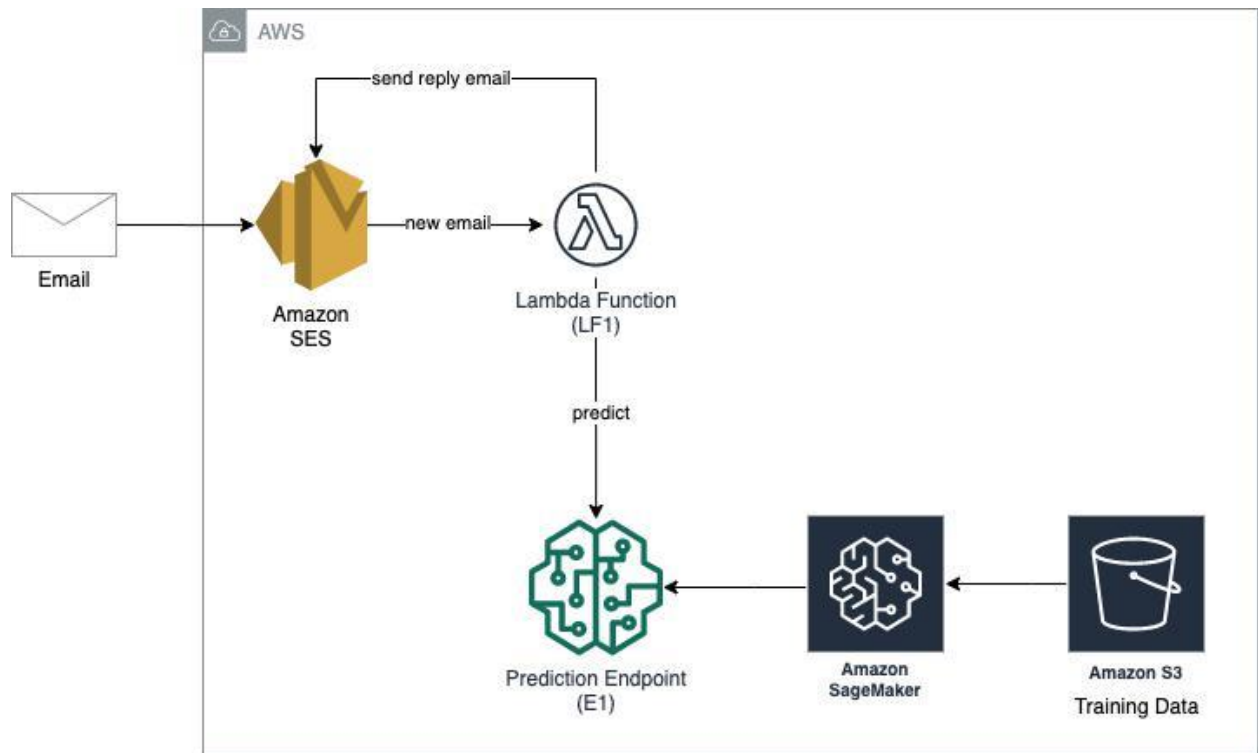 AWS
send reply email
new email
Email
Amazon
SES
Lambda Function
(LF1)
predict
Prediction Endpoint
(E1)
Amazon
SageMaker
Amazon S3
Training Data